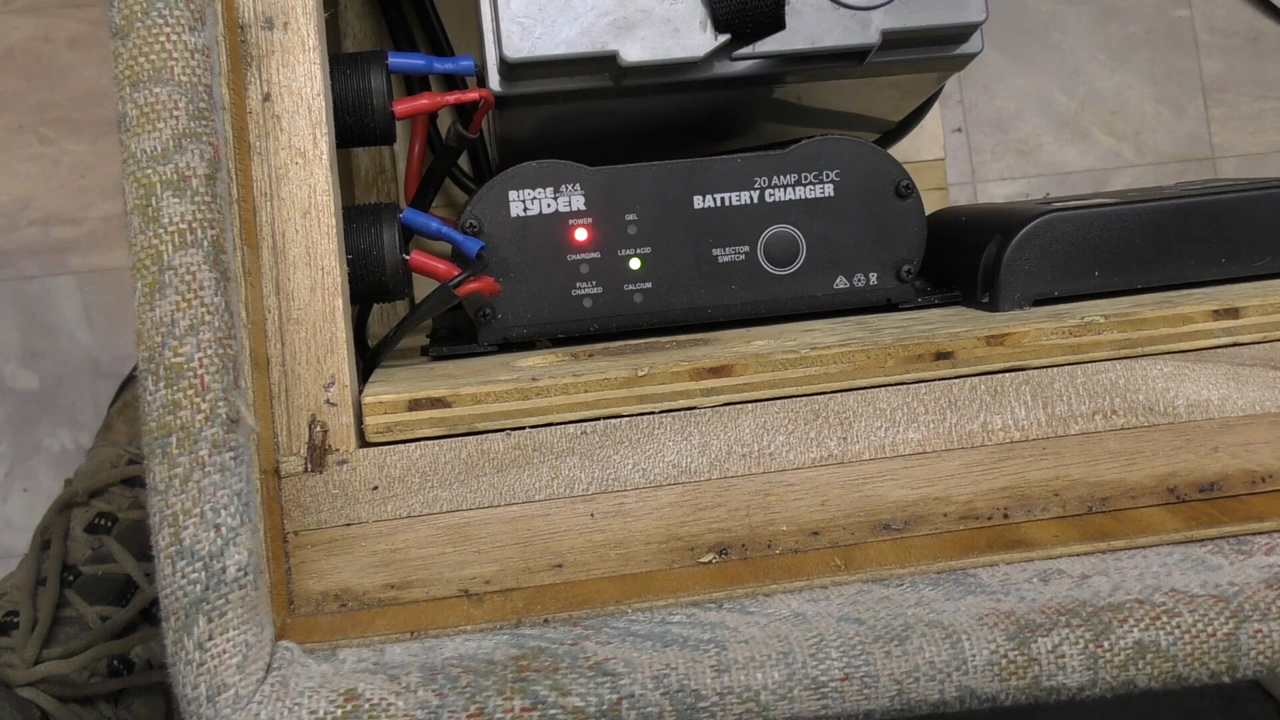 RIDGE 4X4
RYDER
20 AMP DC-DC
BATTERY CHARGER
POWER
GEL
CHARGING
LEAD ACID
FULLY
CHARGED
CALCIUM
SELECTOR
SWITCH